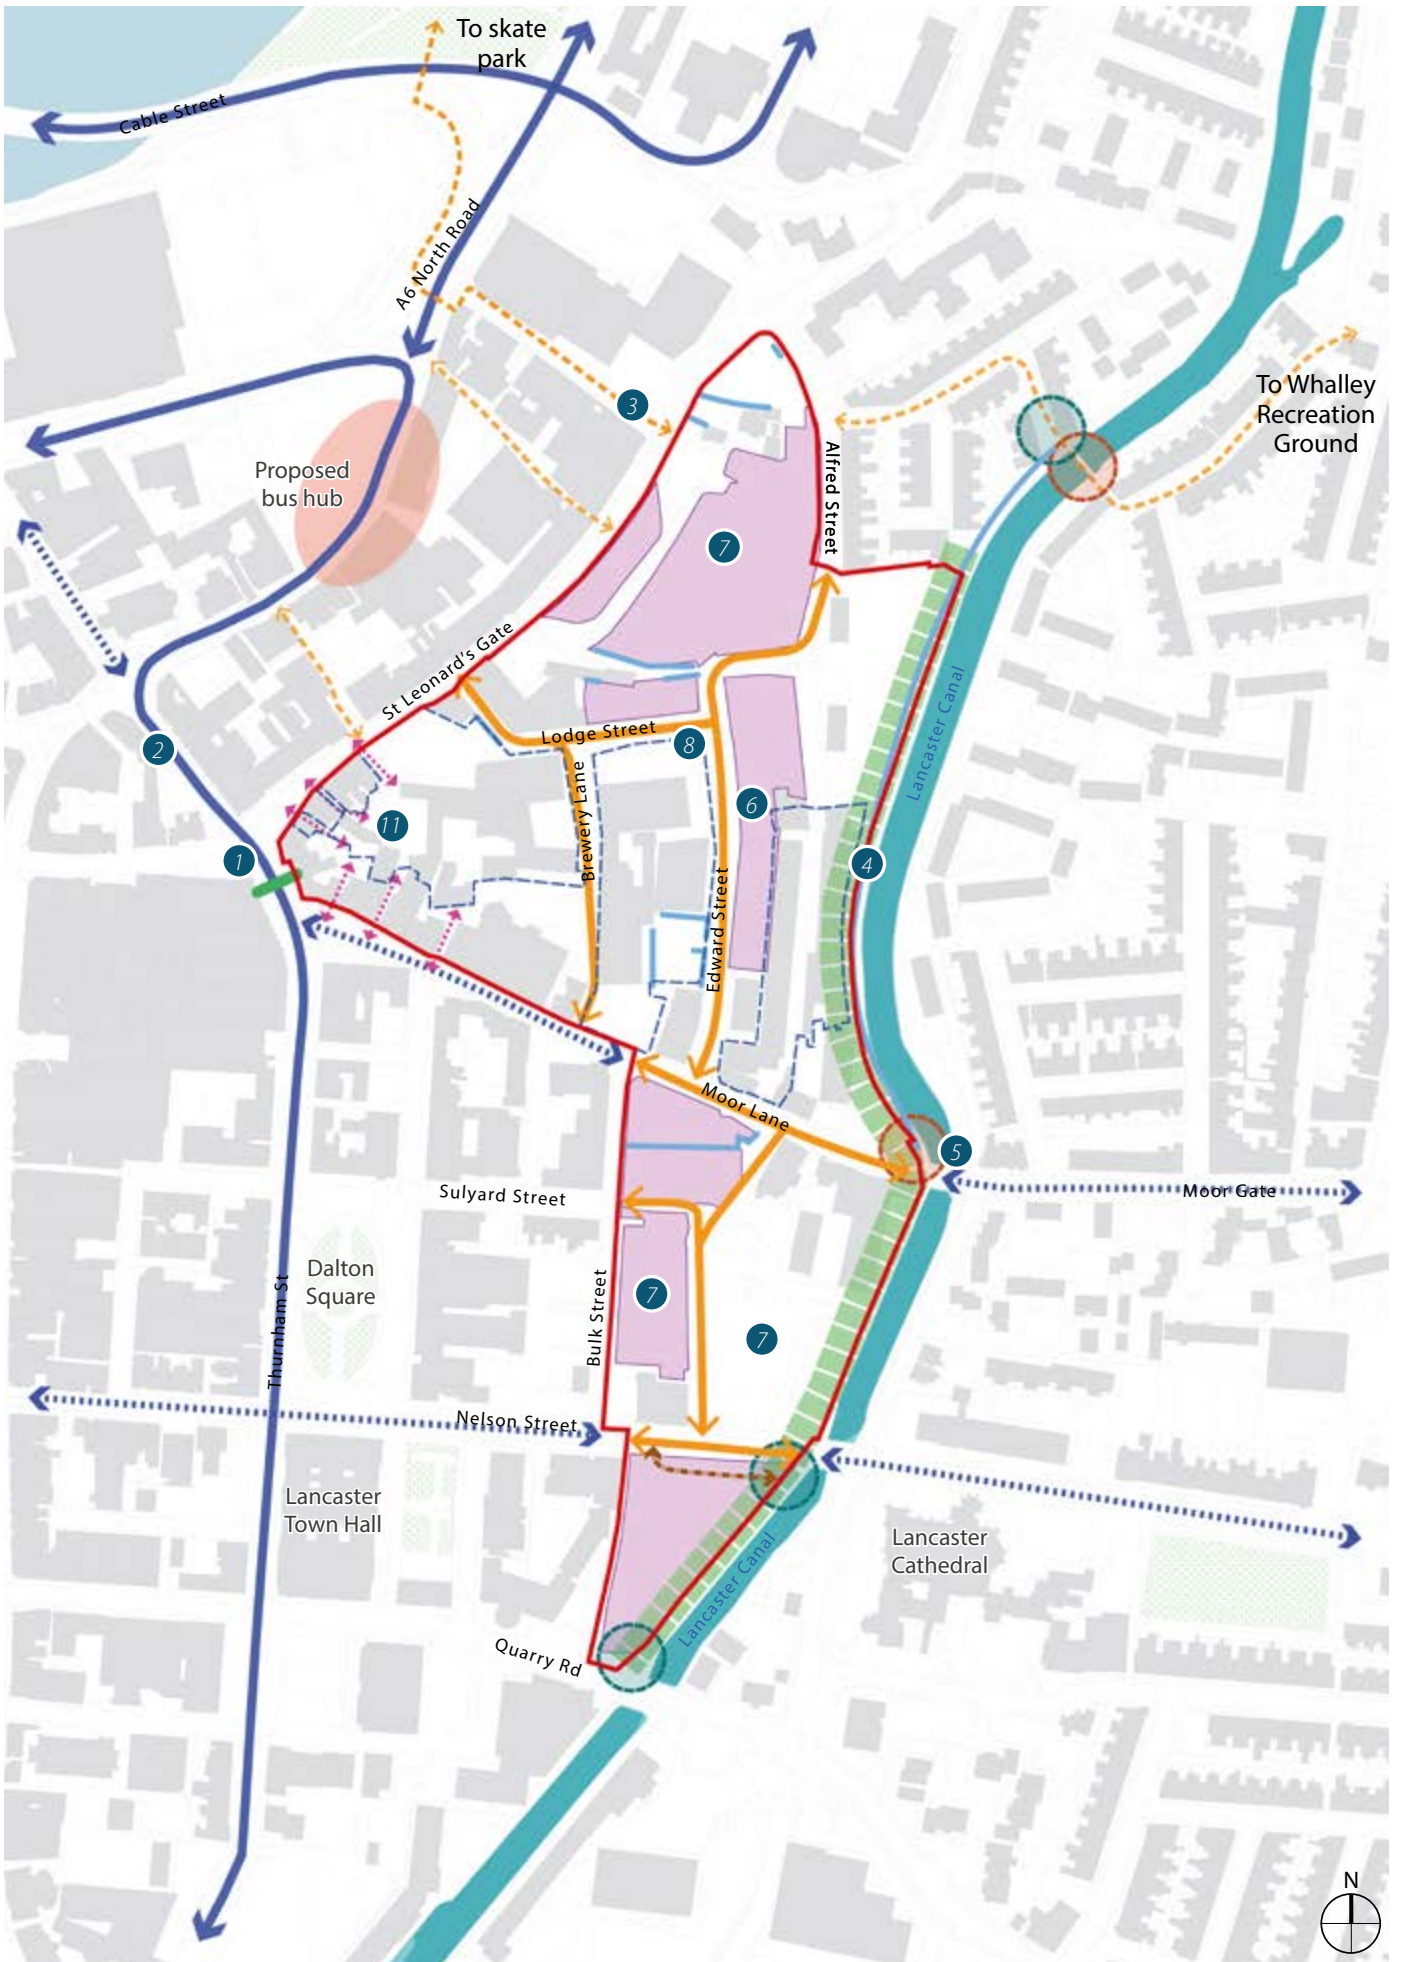 To skate
park
Cable Street
A6 North Road
To Whalley
Recreation
Ground
3
Proposed
bus hub
Alfred Street
7
St Leonard's Gate
Lancaster Canal
2
Lodge Street
8
Brewery Lane
6
11
1
4
Edward Street
Moor Lane
5
Sulyard Street
Moor Gate
Dalton
Square
Thurnham St
Bulk Street
7
7
Nelson Street
Lancaster
Town Hall
Lancaster
Cathedral
Lancaster Canal
Quarry Rd
N